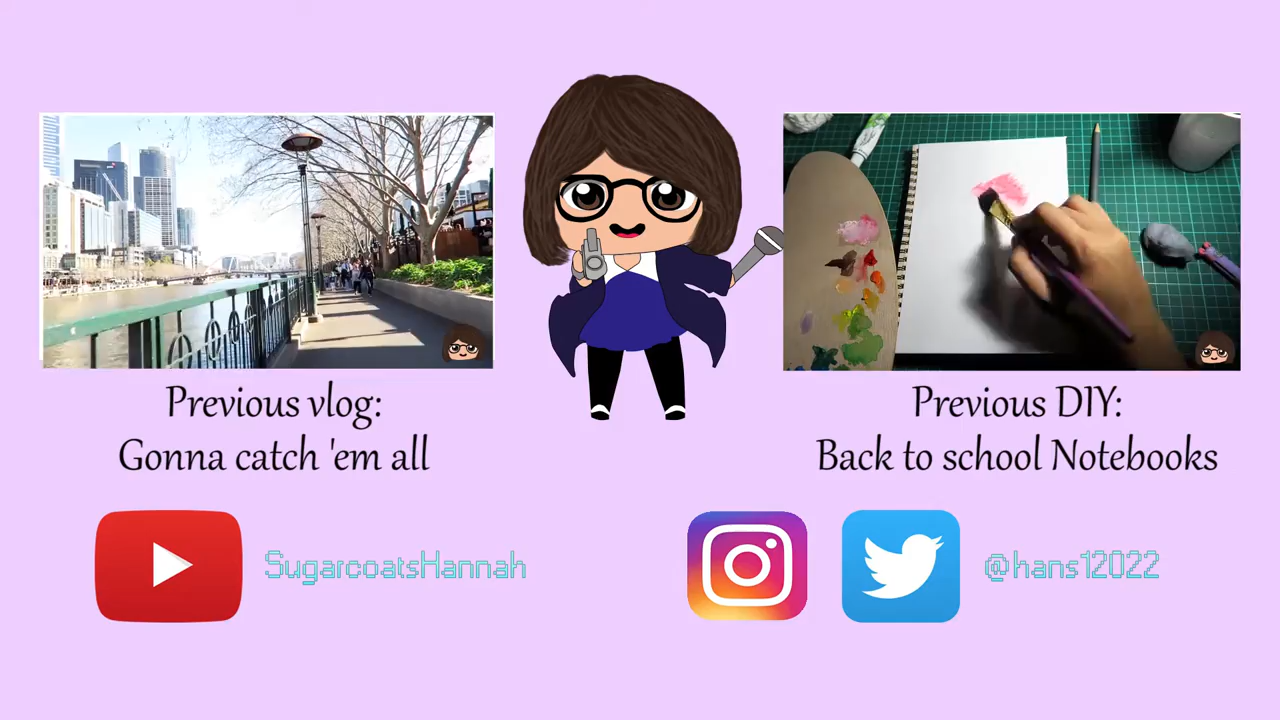 Previous vlog:
Gonna catch 'em all
Previous DIY:
Back to school Notebooks
SugarcoatsHannah
@hans12022